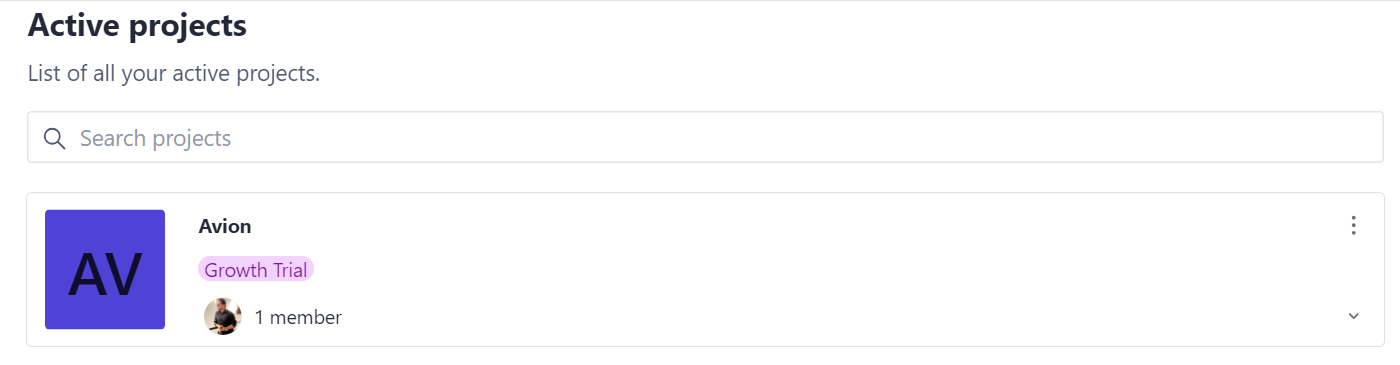 Active projects
List of all your active projects.
Search projects
AV
Avion
Growth Trial
1 member